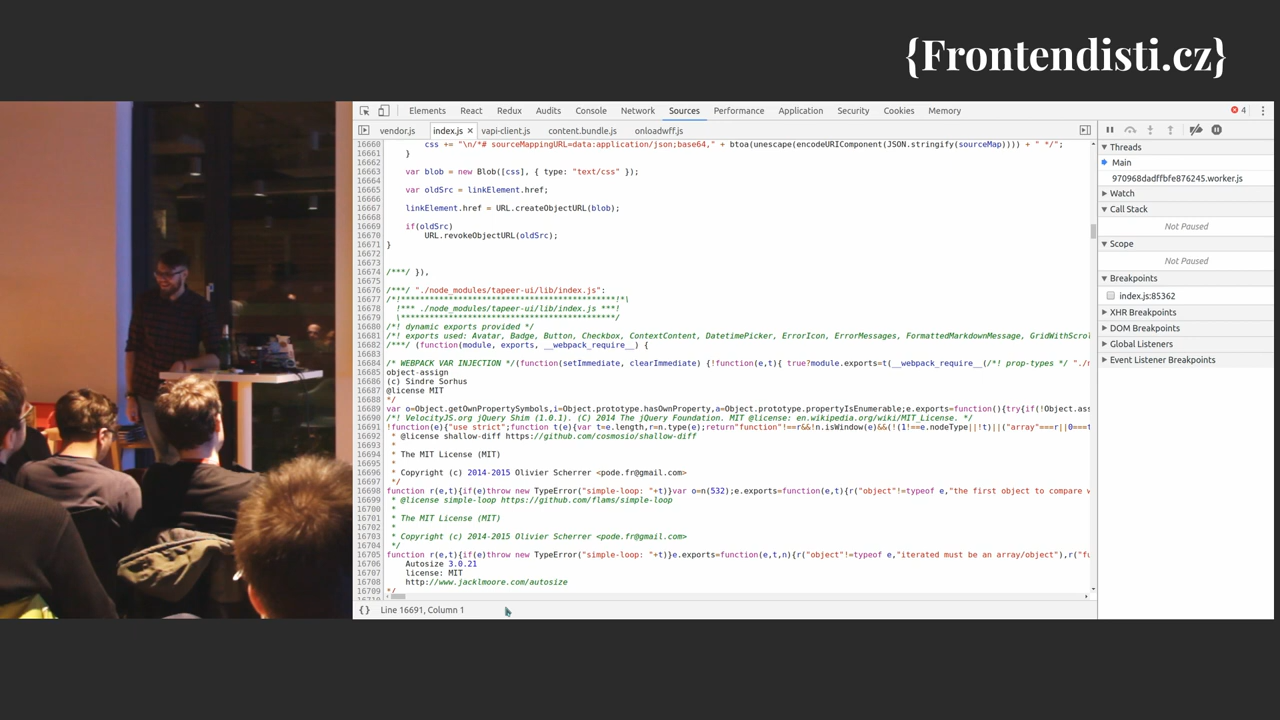 {Frontendisti.cz}
Elements React Redux Audits Console Network Sources Performance Application Security Cookies Memory 4
vendor.js index.js × vapi-client.js content.bundle.js onloadwff.js
16660 css += "\n/*# sourceMappingURL=data:application/json;base64," + btoa(unescape(encodeURIComponent(JSON.stringify(sourceMap)))) + " */";
16661 }
16662
16663 var blob = new Blob([css], { type: "text/css" });
16664
16665 var oldSrc = linkElement.href;
16666
16667 linkElement.href = URL.createObjectURL(blob);
16668
16669 if(oldSrc)
16670 URL.revokeObjectURL(oldSrc);
16671 }
16672
16673
16674 /***/ }),
16675
16676 /***/ "./node_modules/tapeer-ui/lib/index.js":
16677 /*!*********************************************!*\
16678 !*** ./node_modules/tapeer-ui/lib/index.js ***!
16679 \*********************************************/
16680 /*! dynamic exports provided */
16681 /*! exports used: Avatar, Badge, Button, Checkbox, ContextContent, DatetimePicker, ErrorIcon, ErrorMessages, FormattedMarkdownMessage, GridWithScrol
16682 /***/ (function(module, exports, __webpack_require__) {
16683
16684 /* WEBPACK VAR INJECTION */(function(setImmediate, clearImmediate) {!function(e,t){ true?module.exports=t(__webpack_require__(/*! prop-types */ "./n
16685 object-assign
16686 (c) Sindre Sorhus
16687 @license MIT
16688 */
16689 var o=Object.getOwnPropertySymbols,i=Object.prototype.hasOwnProperty,a=Object.prototype.propertyIsEnumerable;e.exports=function(){try{if(!Object.ass
16690 /*! VelocityJS.org jQuery Shim (1.0.1). (C) 2014 The jQuery Foundation. MIT @license: en.wikipedia.org/wiki/MIT_License. */
16691 !function(e){"use strict";function t(e){var t=e.length,r=n.type(e);return"function"!==r&&!n.isWindow(e)&&(!(1!==e.nodeType||!t)||("array"===r||0===t
16692 * @license shallow-diff https://github.com/cosmosio/shallow-diff
16693 *
16694 * The MIT License (MIT)
16695 *
16696 * Copyright (c) 2014-2015 Olivier Scherrer <pode.fr@gmail.com>
16697 */
16698 function r(e,t){if(e)throw new TypeError("simple-loop: "+t)}var o=n(532);e.exports=function(e,t){r("object"!=typeof e,"the first object to compare w
16699 * @license simple-loop https://github.com/flams/simple-loop
16700 *
16701 * The MIT License (MIT)
16702 *
16703 * Copyright (c) 2014-2015 Olivier Scherrer <pode.fr@gmail.com>
16704 */
16705 function r(e,t){if(e)throw new TypeError("simple-loop: "+t)}e.exports=function(e,t,n){r("object"!=typeof e,"iterated must be an array/object"),r("fu
16706 Autosize 3.0.21
16707 license: MIT
16708 http://www.jacklmoore.com/autosize
16709 */
{} Line 16691, Column 1
Threads
Main
970968dadffbfe876245.worker.js
Watch
Call Stack
Not Paused
Scope
Not Paused
Breakpoints
index.js:85362
XHR Breakpoints
DOM Breakpoints
Global Listeners
Event Listener Breakpoints